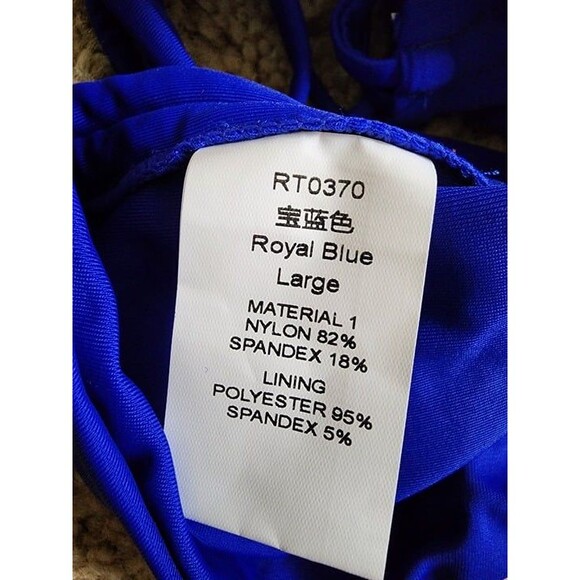 RT0370
宝蓝色
Royal Blue
Large
MATERIAL 1
NYLON 82%
SPANDEX 18%
LINING
POLYESTER 95%
SPANDEX 5%